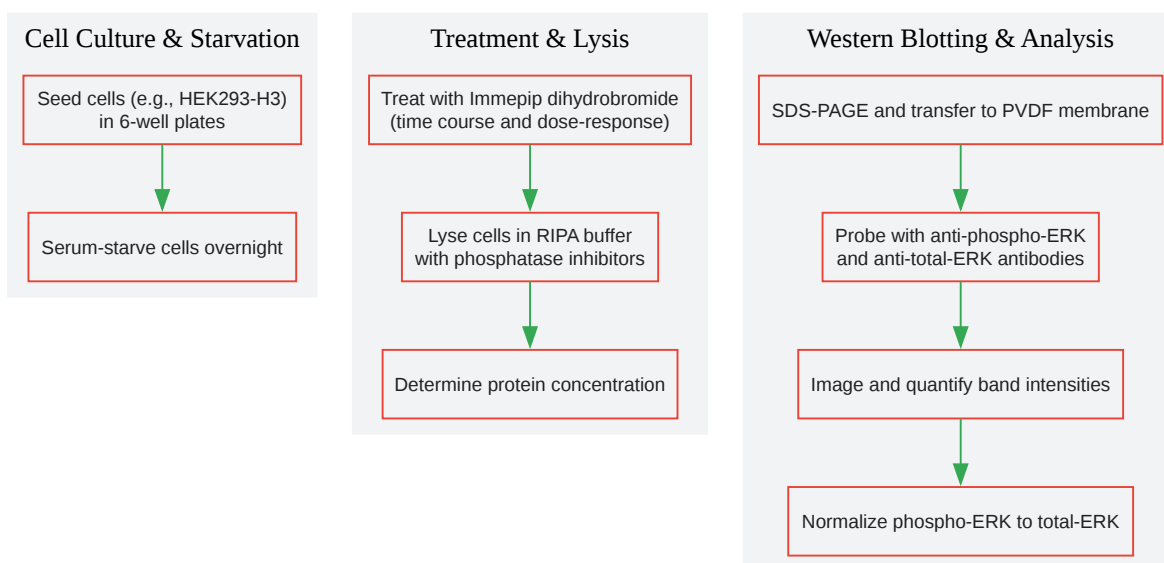 Cell Culture & Starvation
Seed cells (e.g., HEK293-H3)
in 6-well plates
Serum-starve cells overnight
Treatment & Lysis
Treat with Immepip dihydrobromide
(time course and dose-response)
Lyse cells in RIPA buffer
with phosphatase inhibitors
Determine protein concentration
Western Blotting & Analysis
SDS-PAGE and transfer to PVDF membrane
Probe with anti-phospho-ERK
and anti-total-ERK antibodies
Image and quantify band intensities
Normalize phospho-ERK to total-ERK